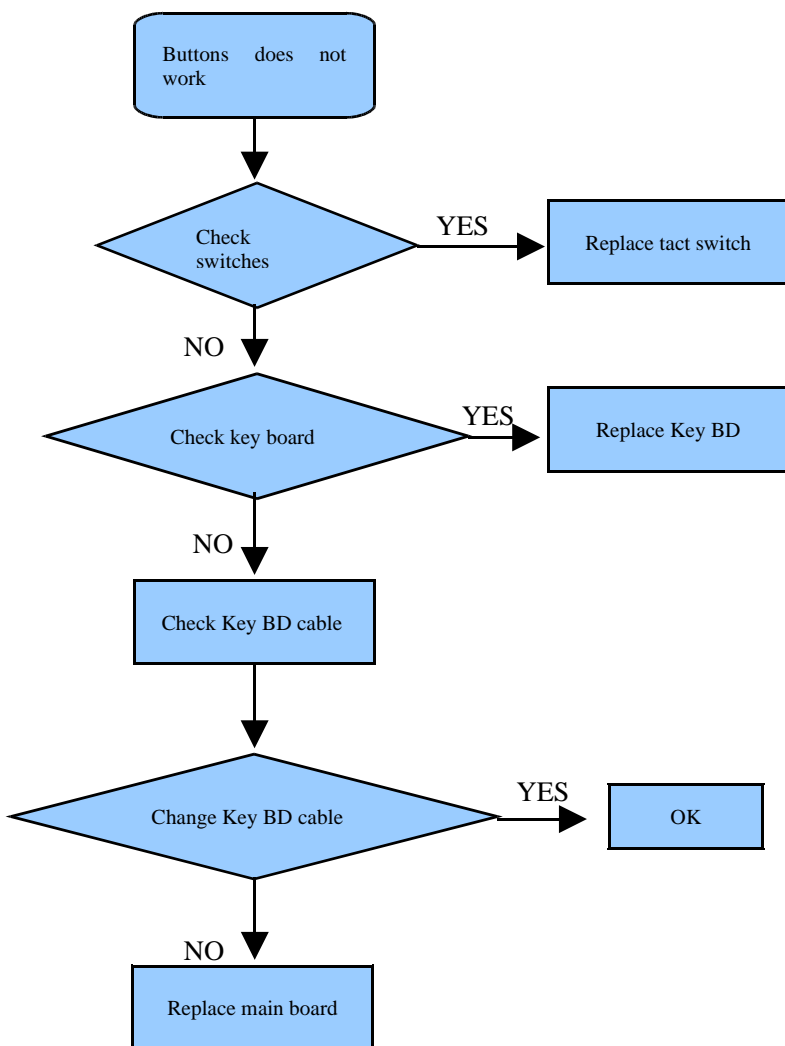 Buttons does not
work
Check
switches
YES
Replace tact switch
NO
Check key board
YES
Replace Key BD
NO
Check Key BD cable
Change Key BD cable
YES
OK
NO
Replace main board